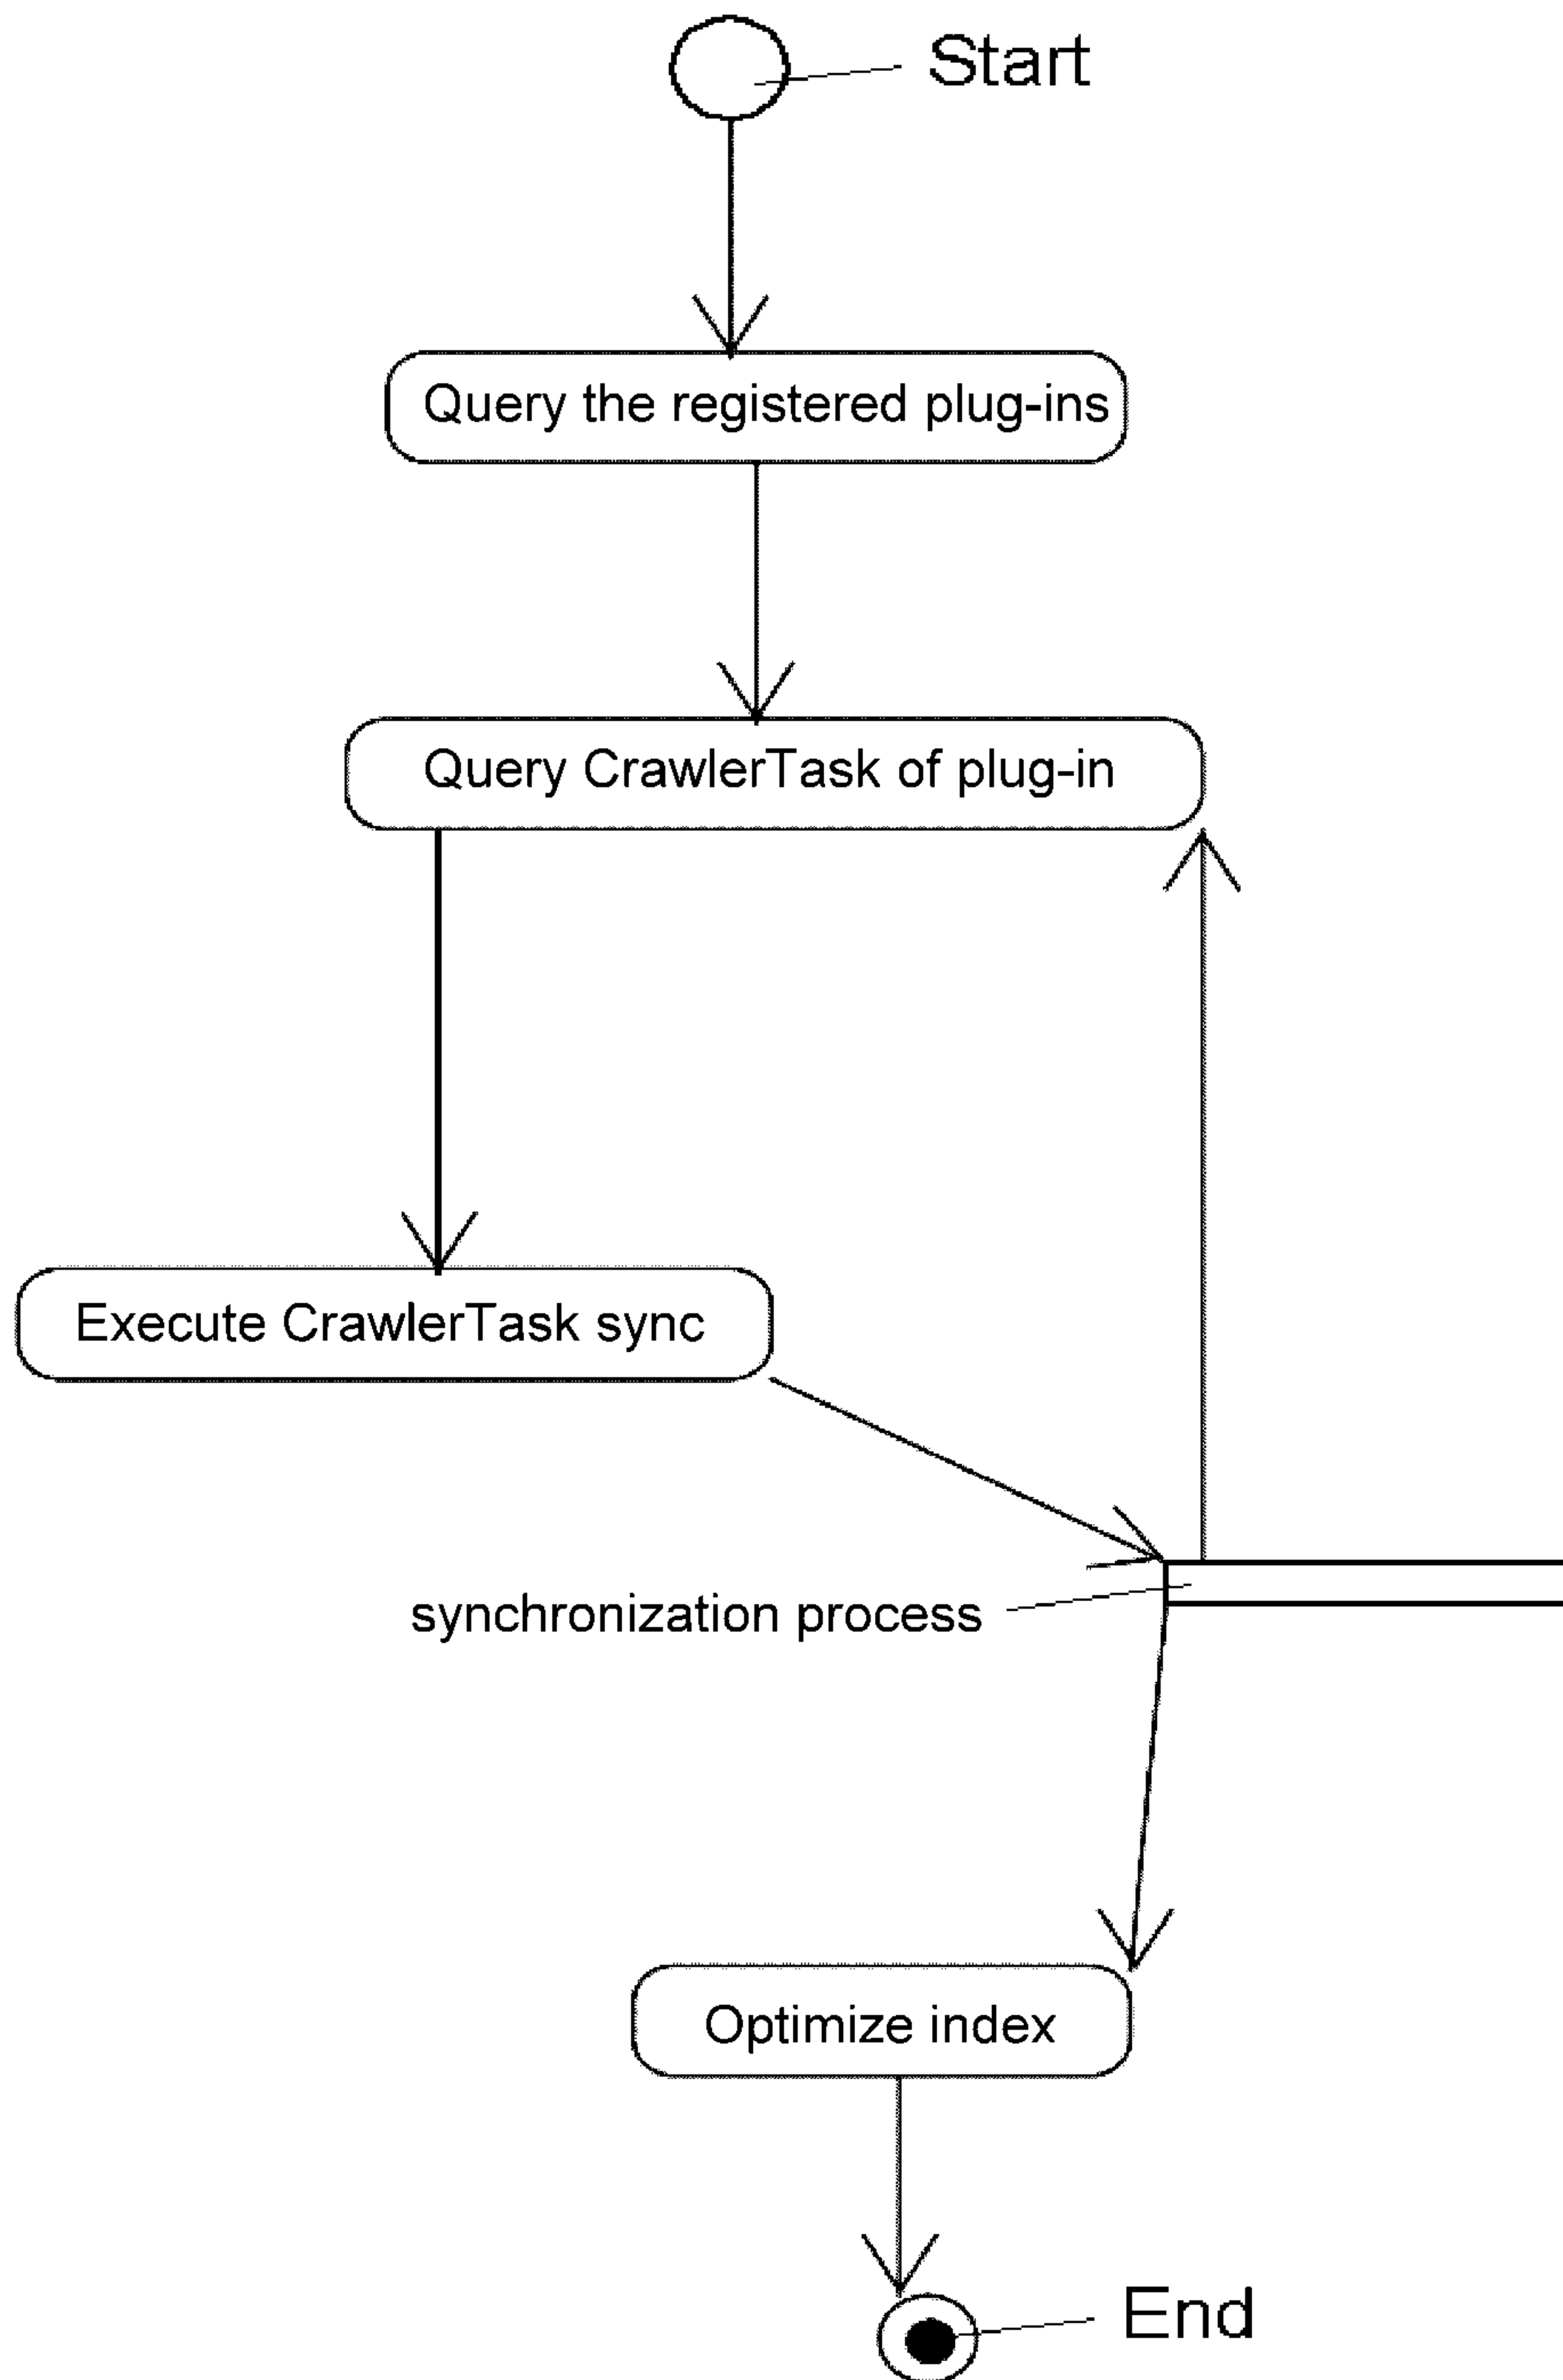 Start
Query the registered plug-ins
Query CrawlerTask of plug-in
Execute CrawlerTask sync
synchronization process
Optimize index
End